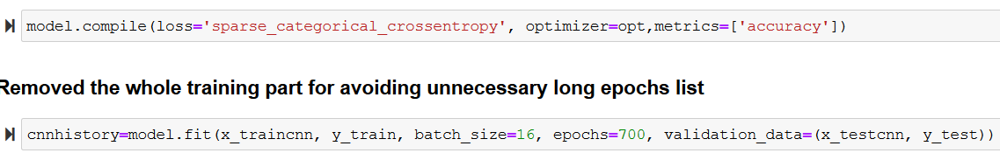 model.compile(loss='sparse_categorical_crossentropy', optimizer=opt,metrics=['accuracy'])
Removed the whole training part for avoiding unnecessary long epochs list
cnnhistory=model.fit(x_traincnn, y_train, batch_size=16, epochs=700, validation_data=(x_testcnn, y_test))